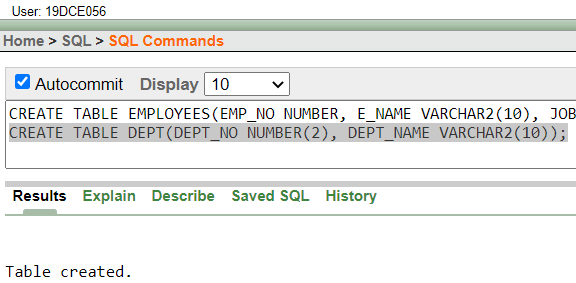 User: 19DCE056
Home > SQL > SQL Commands
Autocommit Display 10
CREATE TABLE EMPLOYEES(EMP_NO NUMBER, E_NAME VARCHAR2(10), JOB
CREATE TABLE DEPT(DEPT_NO NUMBER(2), DEPT_NAME VARCHAR2(10));
Results Explain Describe Saved SQL History
Table created.